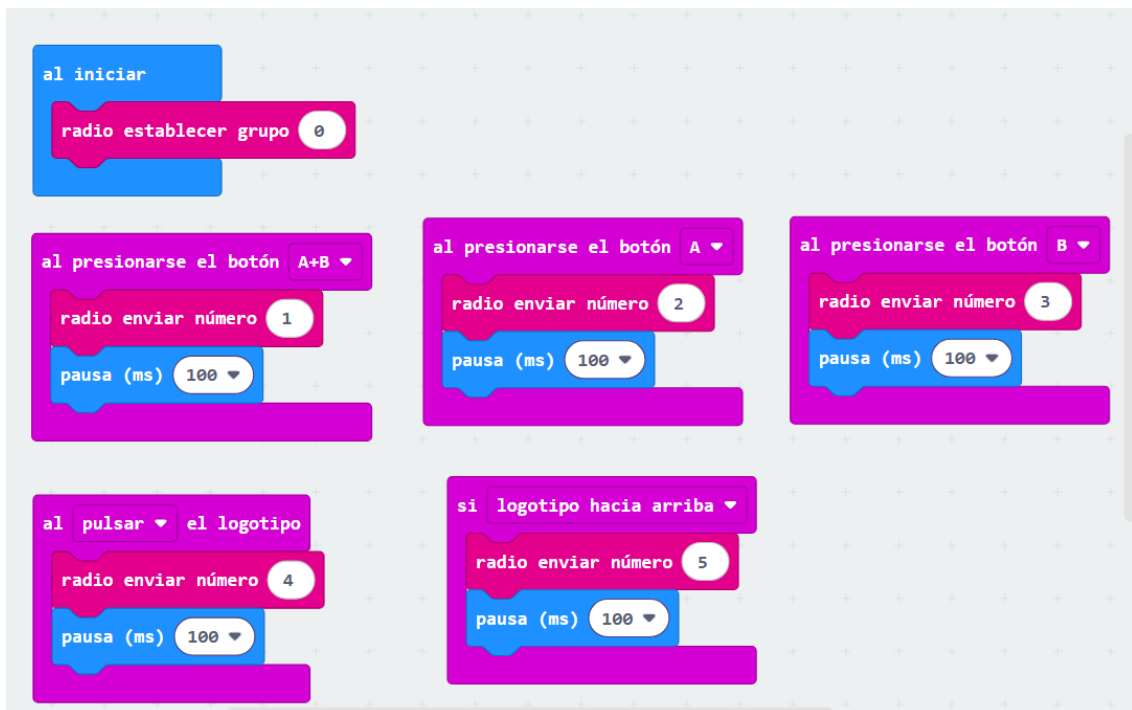 al iniciar
radio establecer grupo 0
al presionarse el botón A+B
radio enviar número 1
pausa (ms) 100
al presionarse el botón A
radio enviar número 2
pausa (ms) 100
al presionarse el botón B
radio enviar número 3
pausa (ms) 100
al pulsar el logotipo
radio enviar número 4
pausa (ms) 100
si logotipo hacia arriba
radio enviar número 5
pausa (ms) 100